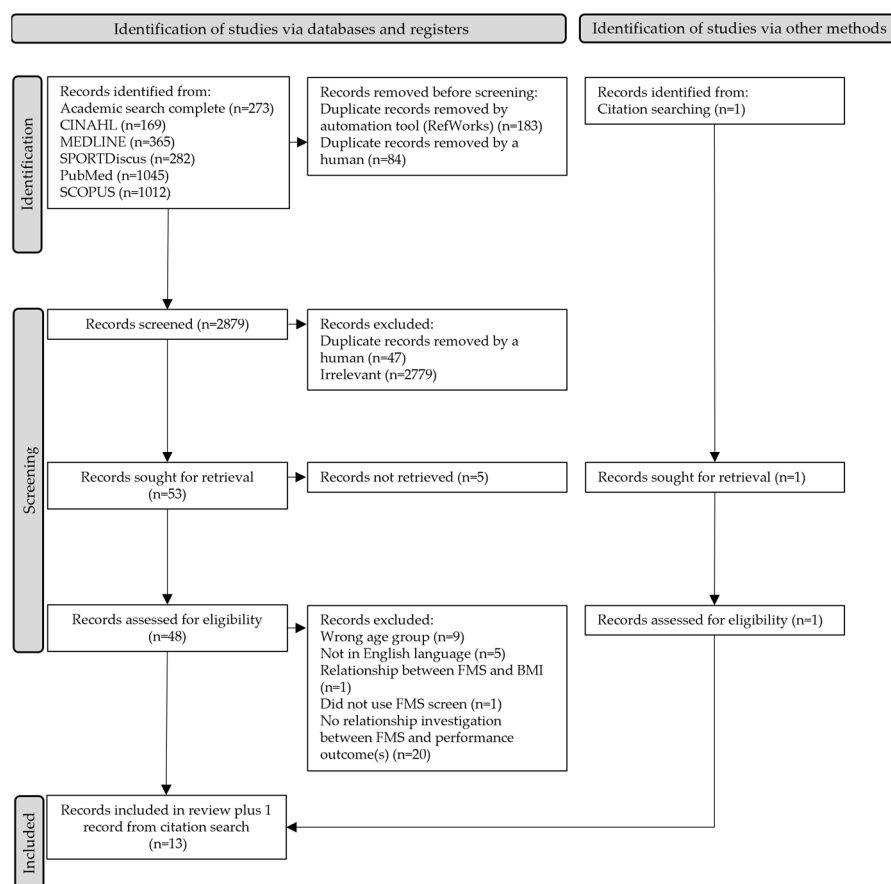 Identification of studies via databases and registers
Identification of studies via other methods
Identification
Records identified from:
Academic search complete (n=273)
CINAHL (n=169)
MEDLINE (n=365)
SPORTDiscus (n=282)
PubMed (n=1045)
SCOPUS (n=1012)
Records removed before screening:
Duplicate records removed by
automation tool (RefWorks) (n=183)
Duplicate records removed by a
human (n=84)
Records identified from:
Citation searching (n=1)
Screening
Records screened (n=2879)
Records excluded:
Duplicate records removed by a
human (n=47)
Irrelevant (n=2779)
Records sought for retrieval
(n=53)
Records not retrieved (n=5)
Records sought for retrieval (n=1)
Records assessed for eligibility
(n=48)
Records excluded:
Wrong age group (n=9)
Not in English language (n=5)
Relationship between FMS and BMI
(n=1)
Did not use FMS screen (n=1)
No relationship investigation
between FMS and performance
outcome(s) (n=20)
Records assessed for eligibility (n=1)
Included
Records included in review plus 1
record from citation search
(n=13)